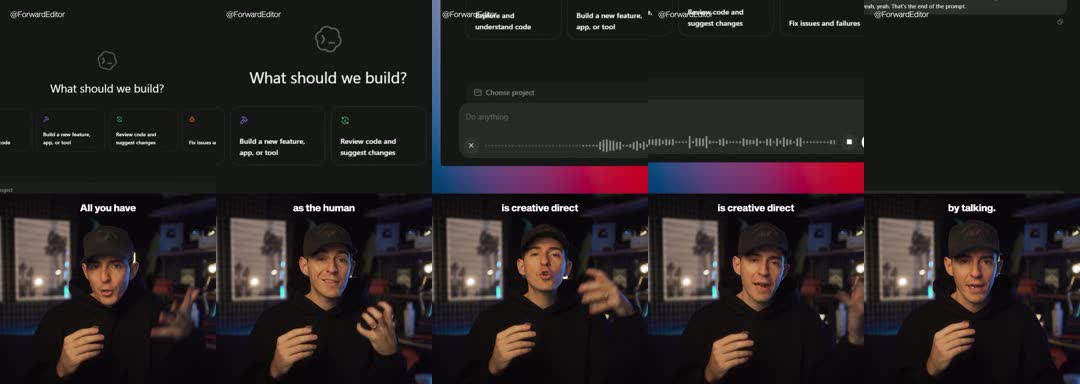 @ForwardEditor
What should we build?
code
Build a new feature,
app, or tool
Review code and
suggest changes
Fix issues a
roject
All you have
@ForwardEditor
What should we build?
Build a new feature,
app, or tool
Review code and
suggest changes
as the human
@ForwardEditor
Explore and
understand code
Build a new feature,
app, or tool
Choose project
Do anything
is creative direct
@ForwardEditor
Review code and
suggest changes
Fix issues and failures
is creative direct
@ForwardEditor
yeah, yeah. That's the end of the prompt.
by talking.